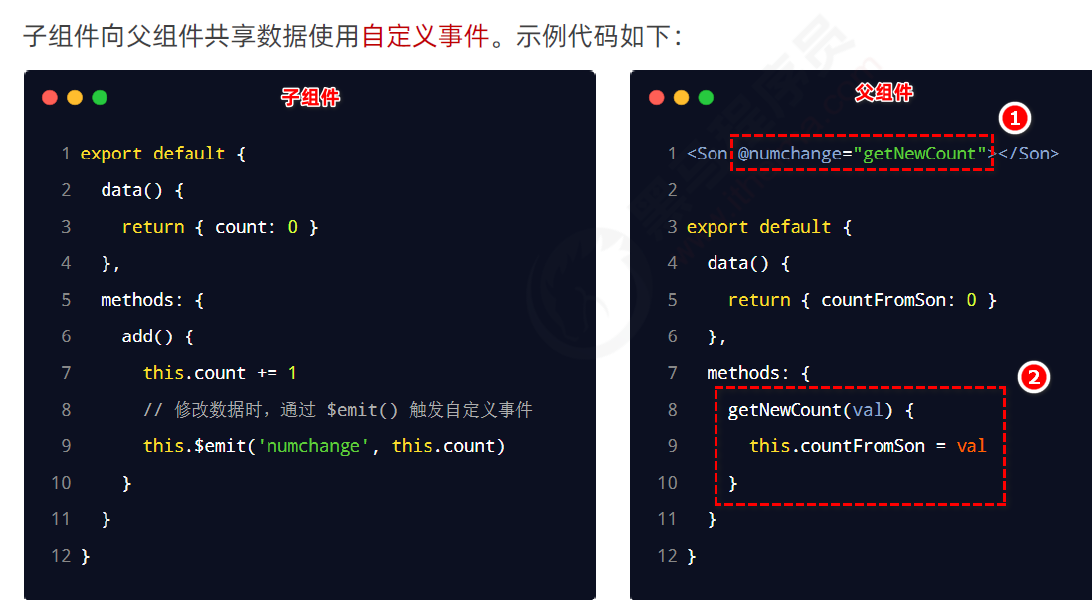 子组件向父组件共享数据使用自定义事件。示例代码如下：
子组件
1 export default {
2   data() {
3     return { count: 0 }
4   },
5   methods: {
6     add() {
7       this.count += 1
8       // 修改数据时，通过 $emit() 触发自定义事件
9       this.$emit('numchange', this.count)
10     }
11   }
12 }
父组件
1
1 <Son @numchange="getNewCount"></Son>
2
3 export default {
4   data() {
5     return { countFromSon: 0 }
6   },
7   methods: {
2
8     getNewCount(val) {
9       this.countFromSon = val
10     }
11   }
12 }